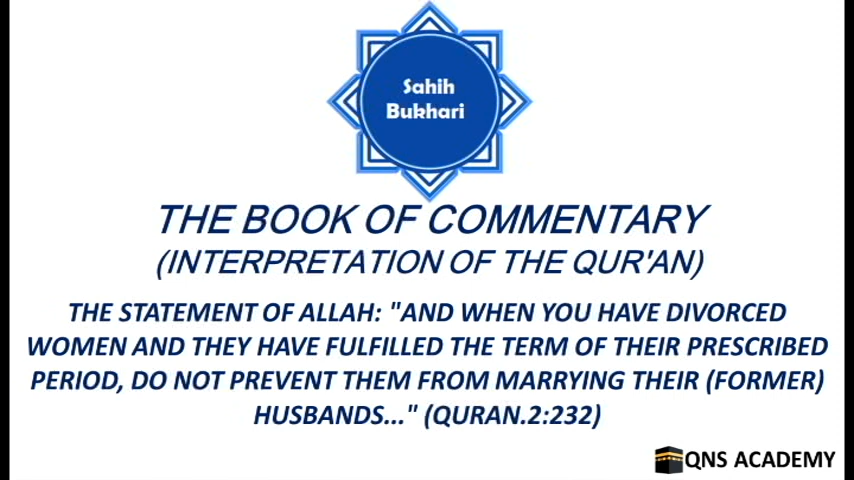 Sahih
Bukhari
THE BOOK OF COMMENTARY
(INTERPRETATION OF THE QUR'AN)
THE STATEMENT OF ALLAH: "AND WHEN YOU HAVE DIVORCED
WOMEN AND THEY HAVE FULFILLED THE TERM OF THEIR PRESCRIBED
PERIOD, DO NOT PREVENT THEM FROM MARRYING THEIR (FORMER)
HUSBANDS..." (QURAN.2:232)
QNS ACADEMY